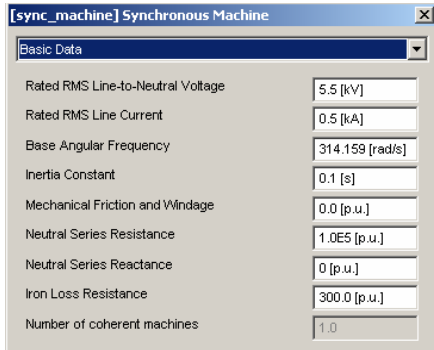 [sync_machine] Synchronous Machine
Basic Data
Rated RMS Line-to-Neutral Voltage 5.5 [kV]
Rated RMS Line Current 0.5 [kA]
Base Angular Frequency 314.159 [rad/s]
Inertia Constant 0.1 [s]
Mechanical Friction and Windage 0.0 [p.u.]
Neutral Series Resistance 1.0E5 [p.u.]
Neutral Series Reactance 0 [p.u.]
Iron Loss Resistance 300.0 [p.u.]
Number of coherent machines 1.0